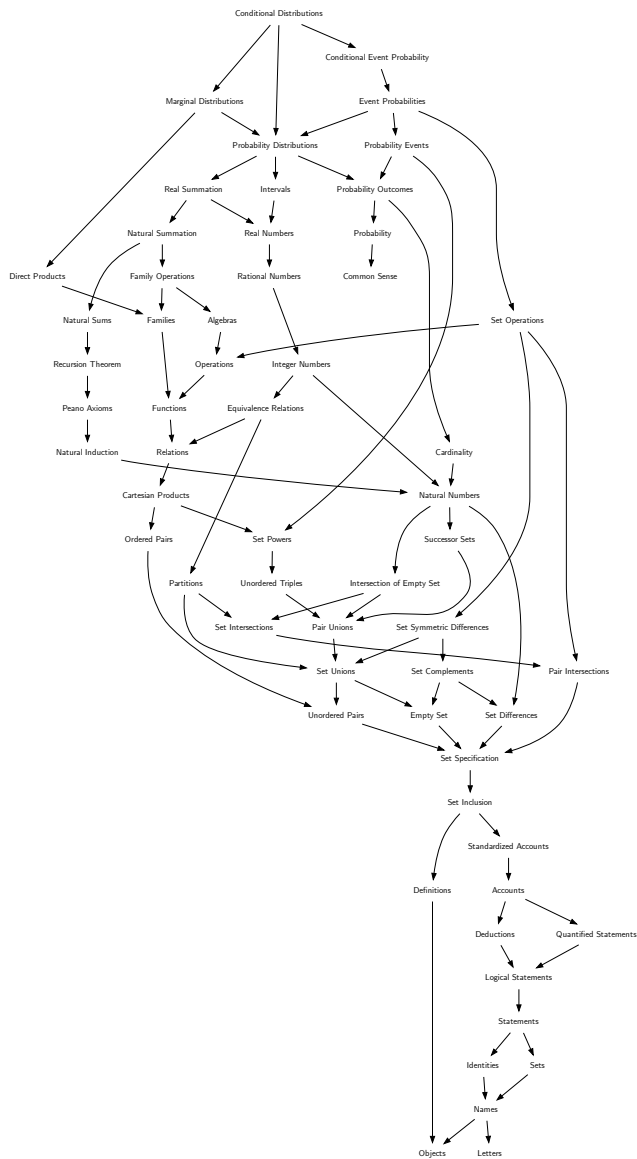 Conditional Distributions
Conditional Event Probability
Marginal Distributions
Event Probabilities
Probability Distributions
Probability Events
Real Summation
Intervals
Probability Outcomes
Natural Summation
Real Numbers
Probability
Direct Products
Family Operations
Rational Numbers
Common Sense
Natural Sums
Families
Algebras
Set Operations
Recursion Theorem
Operations
Integer Numbers
Peano Axioms
Functions
Equivalence Relations
Natural Induction
Relations
Cardinality
Cartesian Products
Natural Numbers
Ordered Pairs
Set Powers
Successor Sets
Partitions
Unordered Triples
Intersection of Empty Set
Set Intersections
Pair Unions
Set Symmetric Differences
Set Unions
Set Complements
Pair Intersections
Unordered Pairs
Empty Set
Set Differences
Set Specification
Set Inclusion
Standardized Accounts
Definitions
Accounts
Deductions
Quantified Statements
Logical Statements
Statements
Identities
Sets
Names
Objects
Letters